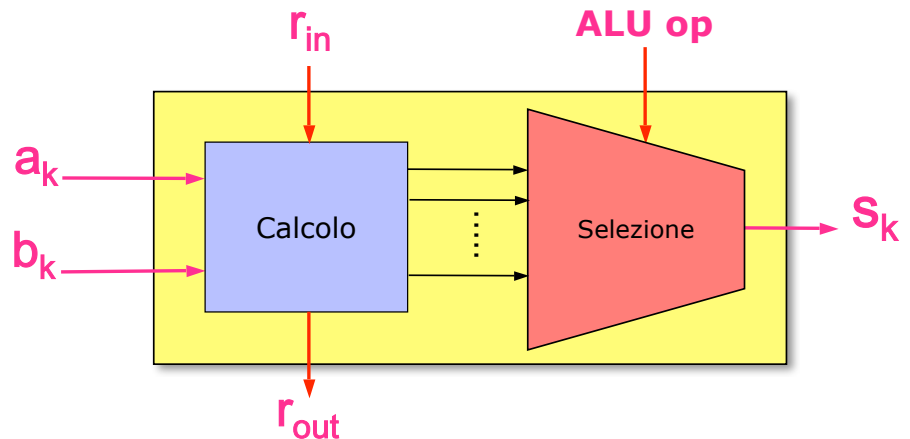 r_in
ALU op
a_k
Calcolo
Selezione
s_k
b_k
r_out